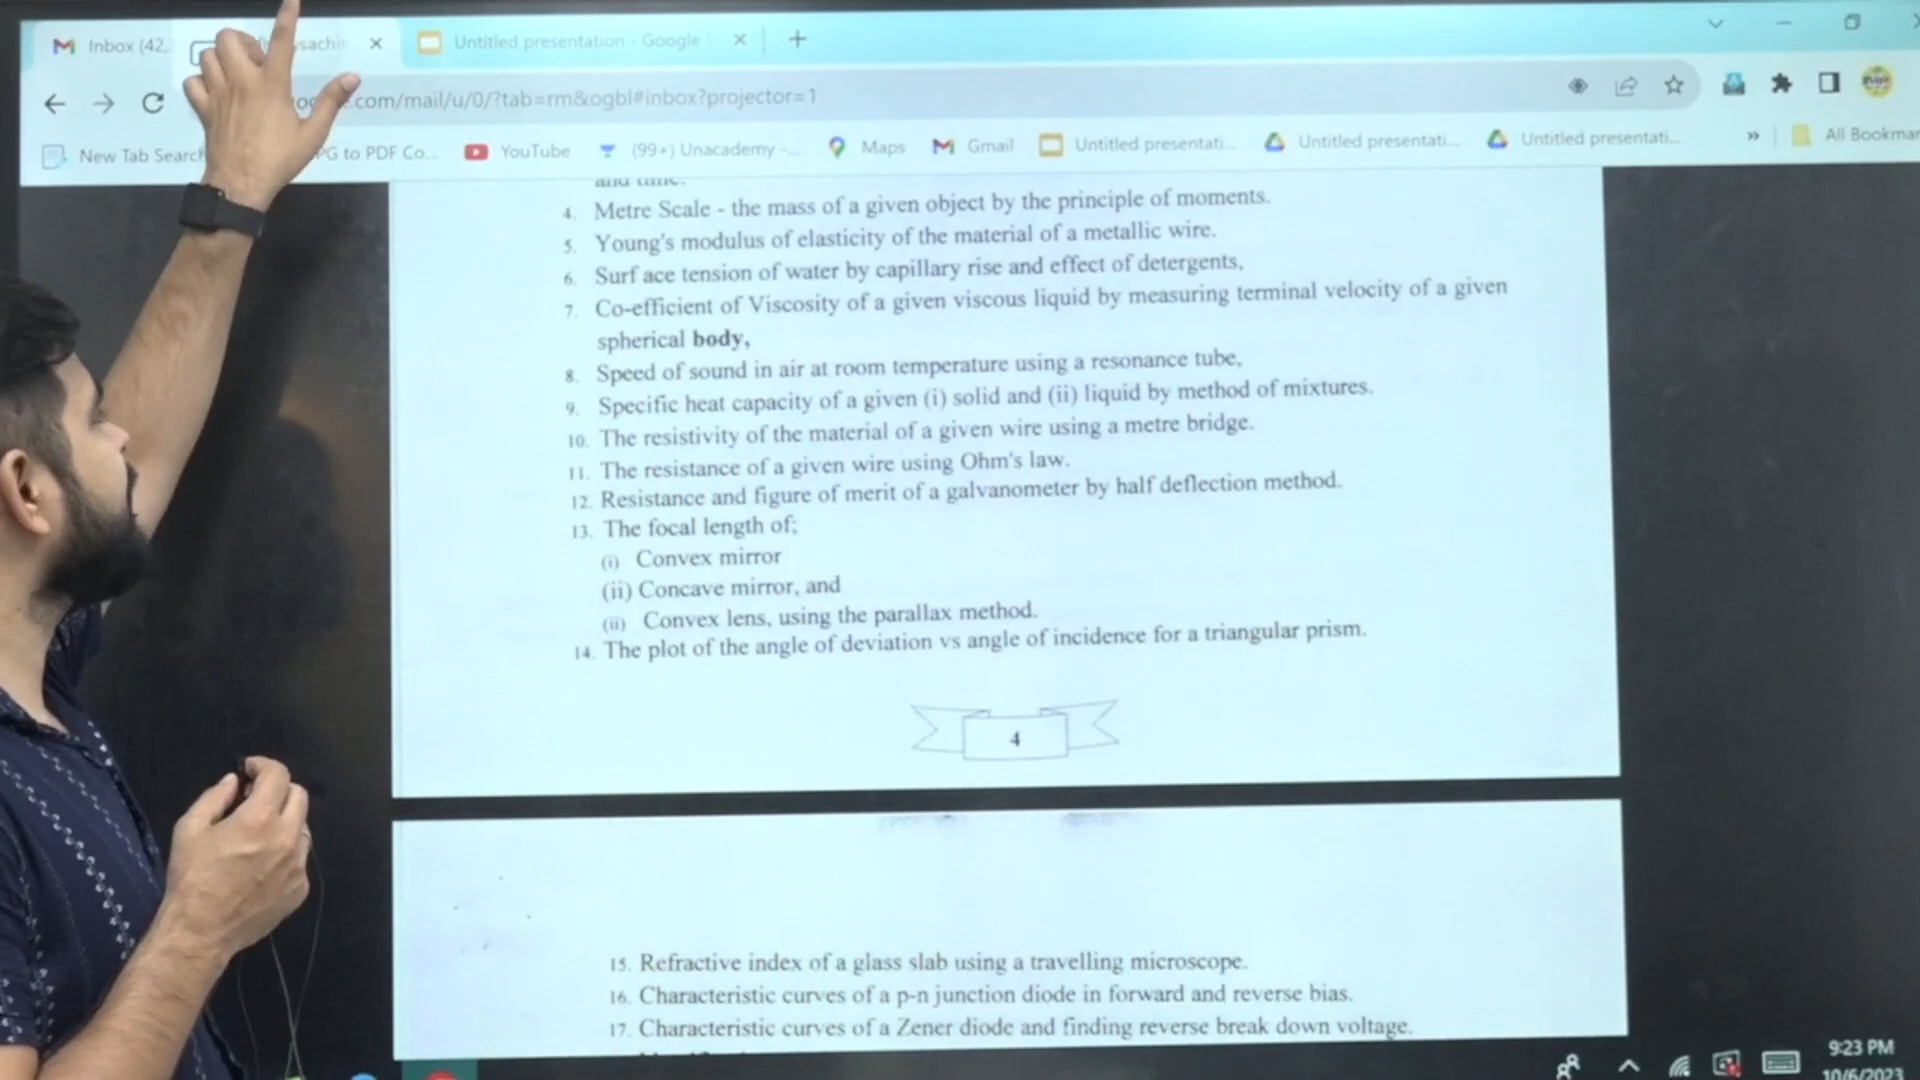 Inbox (42,
Untitled presentation - Google
com/mail/u/0/?tab=rm&ogbl#inbox?projector=1
New Tab Search
PG to PDF Co...
YouTube
(99+) Unacademy -...
Maps
Gmail
Untitled presentati...
Untitled presentati...
Untitled presentati...
»
All Bookmar
and time.
4. Metre Scale - the mass of a given object by the principle of moments.
5. Young's modulus of elasticity of the material of a metallic wire.
6. Surf ace tension of water by capillary rise and effect of detergents,
7. Co-efficient of Viscosity of a given viscous liquid by measuring terminal velocity of a given
spherical body,
8. Speed of sound in air at room temperature using a resonance tube,
9. Specific heat capacity of a given (i) solid and (ii) liquid by method of mixtures.
10. The resistivity of the material of a given wire using a metre bridge.
11. The resistance of a given wire using Ohm's law.
12. Resistance and figure of merit of a galvanometer by half deflection method.
13. The focal length of;
(i) Convex mirror
(ii) Concave mirror, and
(ii) Convex lens, using the parallax method.
14. The plot of the angle of deviation vs angle of incidence for a triangular prism.
4
15. Refractive index of a glass slab using a travelling microscope.
16. Characteristic curves of a p-n junction diode in forward and reverse bias.
17. Characteristic curves of a Zener diode and finding reverse break down voltage.
9:23 PM
10/6/2023